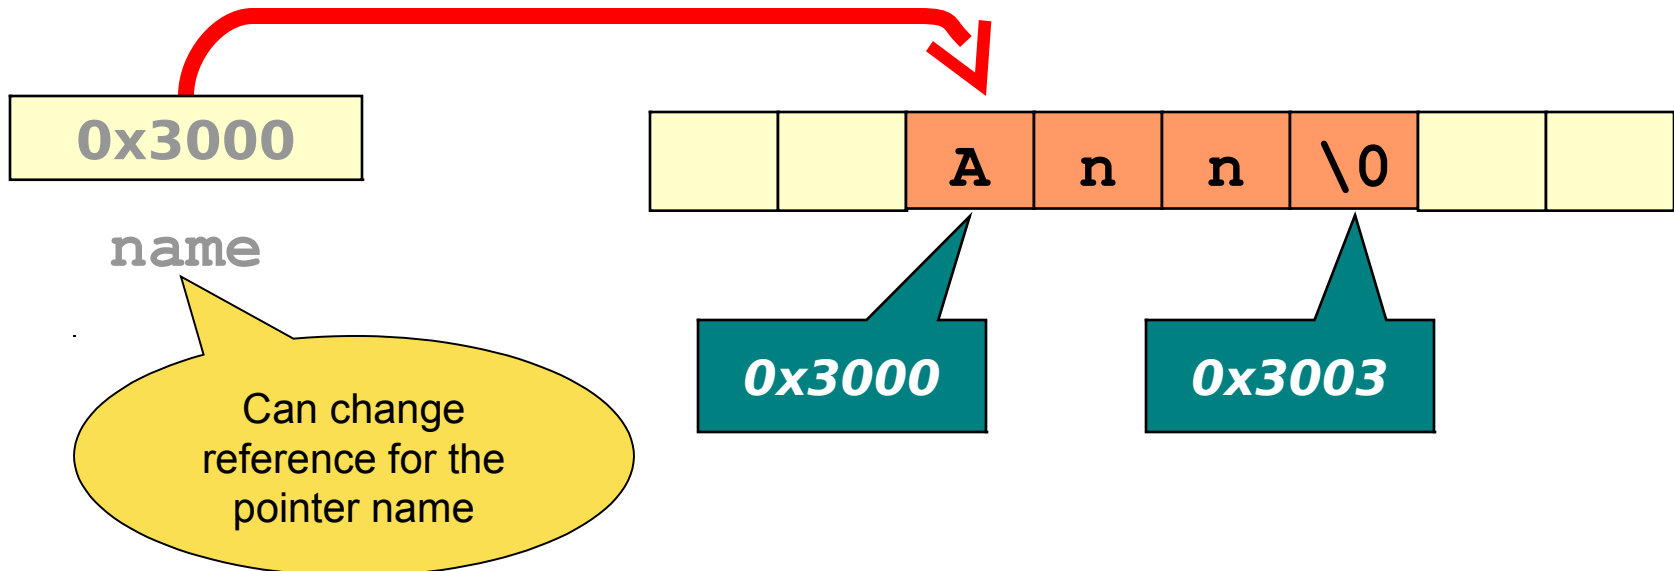 0x3000
A n n \0
name
0x3000
0x3003
Can change
reference for the
pointer name